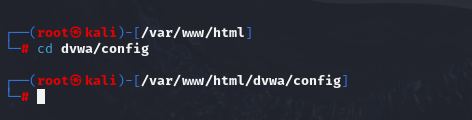 ┌──(root㉿kali)-[/var/www/html]
└─# cd dvwa/config
┌──(root㉿kali)-[/var/www/html/dvwa/config]
└─#